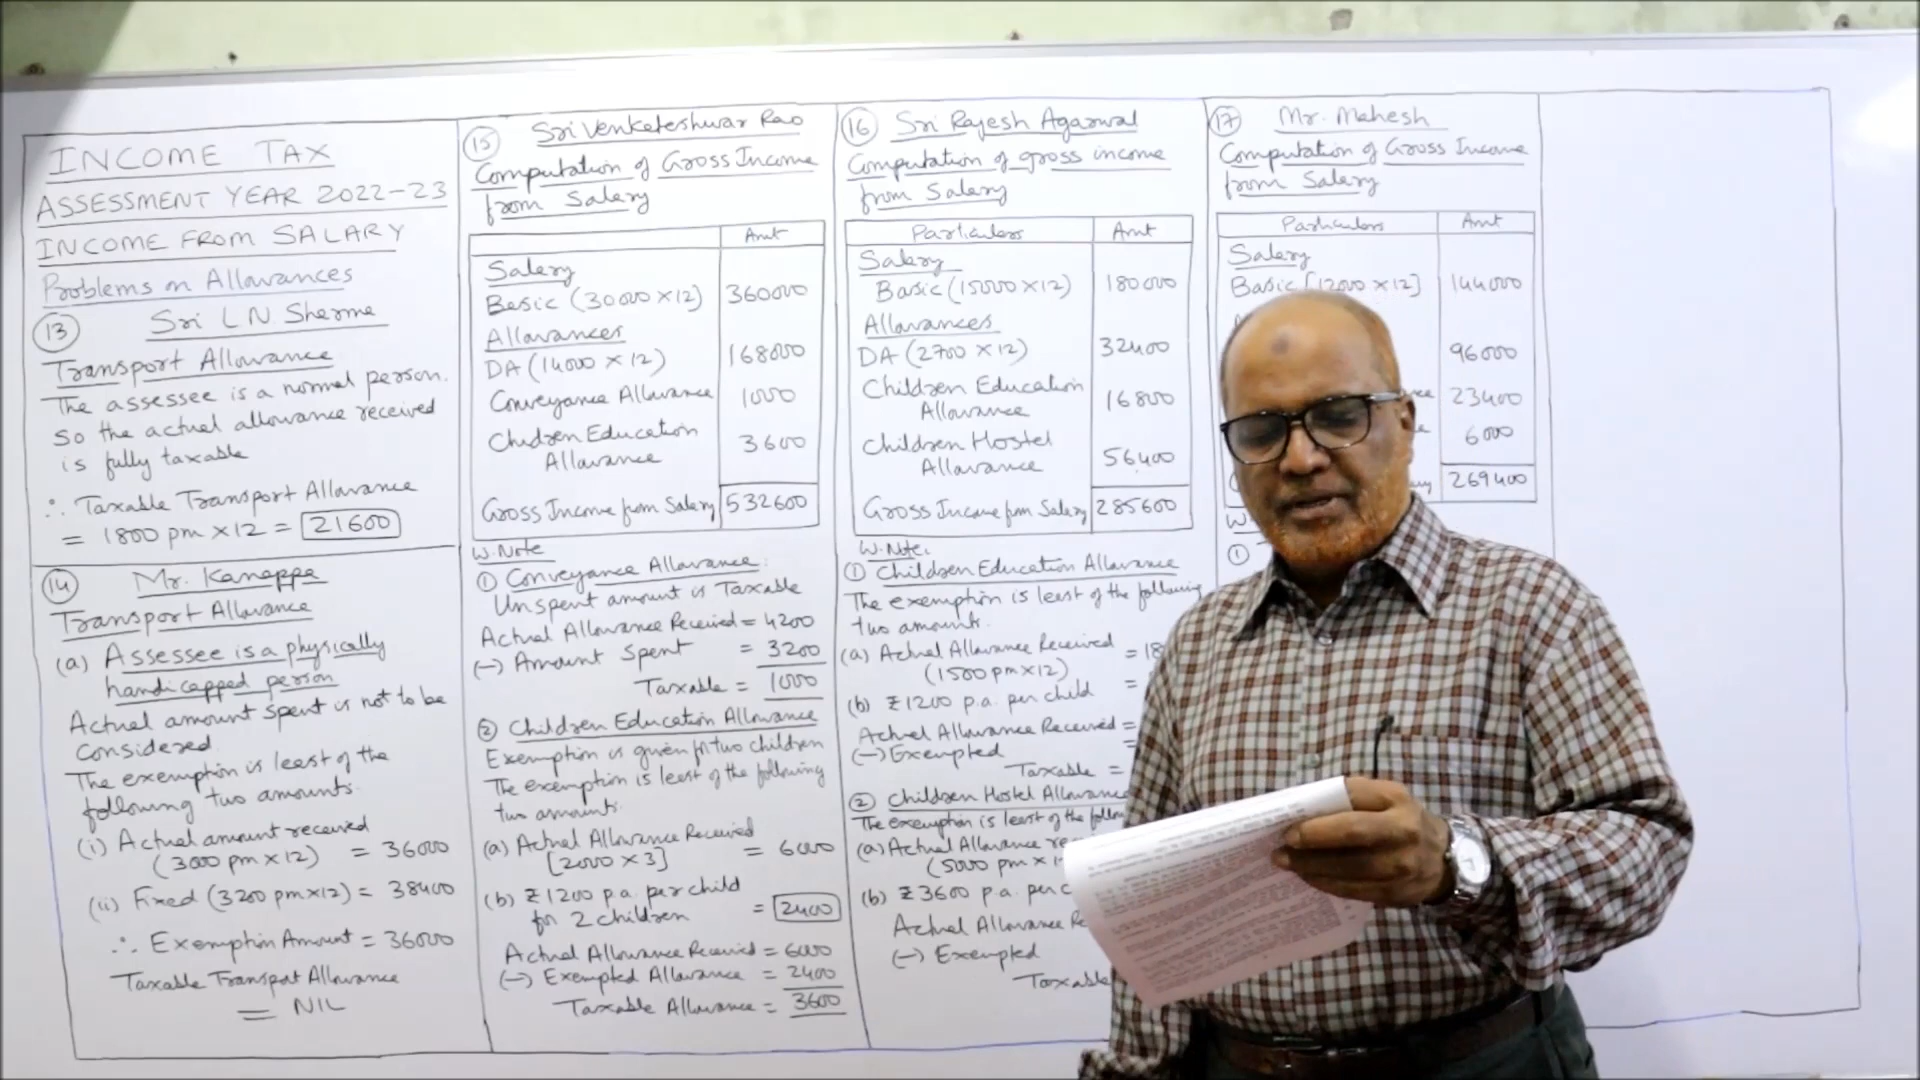 INCOME TAX
ASSESSMENT YEAR 2022-23
INCOME FROM SALARY
Problems on Allowances
13 Sri L.N. Sharma
Transport Allowance
The assessee is a normal person.
so the actual allowance received
is fully taxable
∴ Taxable Transport Allowance
= 1800 pm × 12 = 21600
14 Mr. Kanappa
Transport Allowance
(a) Assessee is a physically
handicapped person
Actual amount spent is not to be
considered
The exemption is least of the
following two amounts.
(i) Actual amount received
(3000 pm × 12) = 36000
(ii) Fixed (3200 pm × 12) = 38400
∴ Exemption Amount = 36000
Taxable Transport Allowance
= NIL
15 Sri Venkateshwar Rao
Computation of Gross Income
from Salary
Amt
Salary
Basic (30000 × 12) 360000
Allowances
DA (14000 × 12) 168000
Conveyance Allowance 1000
Children Education
Allowance 3600
Gross Income from Salary 532600
W. Note
① Conveyance Allowance:
Unspent amount is Taxable
Actual Allowance Received = 4200
(-) Amount Spent = 3200
Taxable = 1000
② Children Education Allowance
Exemption is given for two children
The exemption is least of the following
two amounts.
(a) Actual Allowance Received
[2000 × 3] = 6000
(b) ₹1200 p.a. per child
for 2 children = 2400
Actual Allowance Received = 6000
(-) Exempted Allowance = 2400
Taxable Allowance = 3600
16 Sri Rajesh Agarwal
Computation of gross income
from Salary
Particulars Amt
Salary
Basic (15000 × 12) 180000
Allowances
DA (2700 × 12) 32400
Children Education
Allowance 16800
Children Hostel
Allowance 56400
Gross Income from Salary 285600
W. Note.
① Children Education Allowance
The exemption is least of the following
two amounts.
(a) Actual Allowance Received = 18
(1500 pm × 12)
(b) ₹1200 p.a. per child =
Actual Allowance Received =
(-) Exempted =
Taxable =
② Children Hostel Allowance
The exemption is least of the
(a) Actual Allowance
(5000 pm ×
(b) ₹3600 p.a. per
Actual Allowance
(-) Exempted
Taxable
17 Mr. Mahesh
Computation of Gross Income
from Salary
Particulars Amt
Salary
Basic [12000 × 12] 144000
96000
23400
6000
269400
①